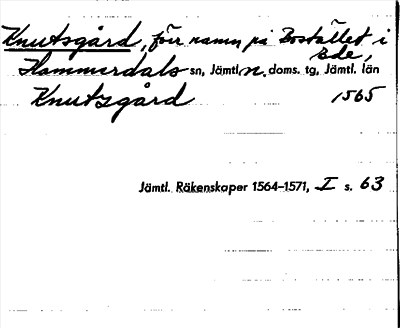 Knutsgård, förr namn på Bostället i
Ede,
Hammerdals sn, Jämtl. n. doms. tg, Jämtl. län
Knutzgård 1565
Jämtl. Räkenskaper 1564–1571, I s. 63